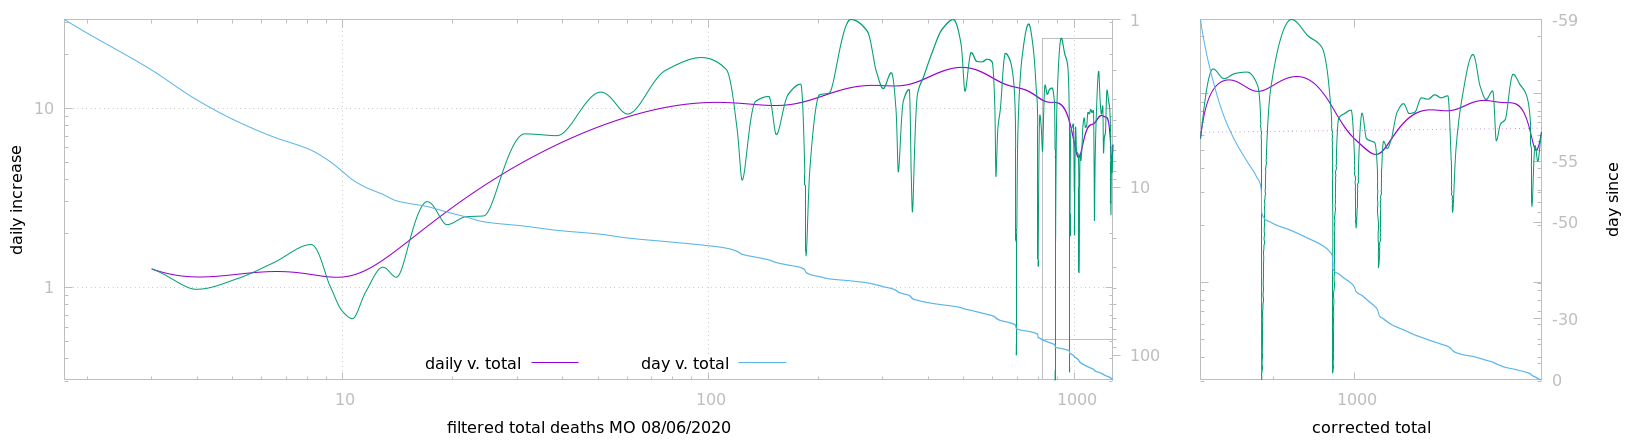 1
-59
10
daily increase
-55
10
day since
-50
1
-30
daily v. total
day v. total
100
0
10
100
1000
1000
filtered total deaths MO 08/06/2020
corrected total